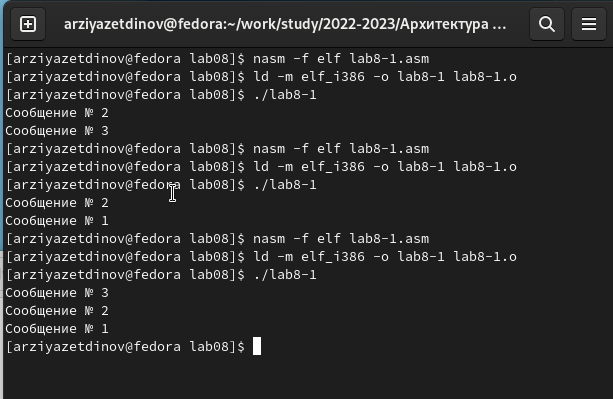 arziyazetdinov@fedora:~/work/study/2022-2023/Архитектура ...
[arziyazetdinov@fedora lab08]$ nasm -f elf lab8-1.asm
[arziyazetdinov@fedora lab08]$ ld -m elf_i386 -o lab8-1 lab8-1.o
[arziyazetdinov@fedora lab08]$ ./lab8-1
Сообщение № 2
Сообщение № 3
[arziyazetdinov@fedora lab08]$ nasm -f elf lab8-1.asm
[arziyazetdinov@fedora lab08]$ ld -m elf_i386 -o lab8-1 lab8-1.o
[arziyazetdinov@fedora lab08]$ ./lab8-1
Сообщение № 2
Сообщение № 1
[arziyazetdinov@fedora lab08]$ nasm -f elf lab8-1.asm
[arziyazetdinov@fedora lab08]$ ld -m elf_i386 -o lab8-1 lab8-1.o
[arziyazetdinov@fedora lab08]$ ./lab8-1
Сообщение № 3
Сообщение № 2
Сообщение № 1
[arziyazetdinov@fedora lab08]$